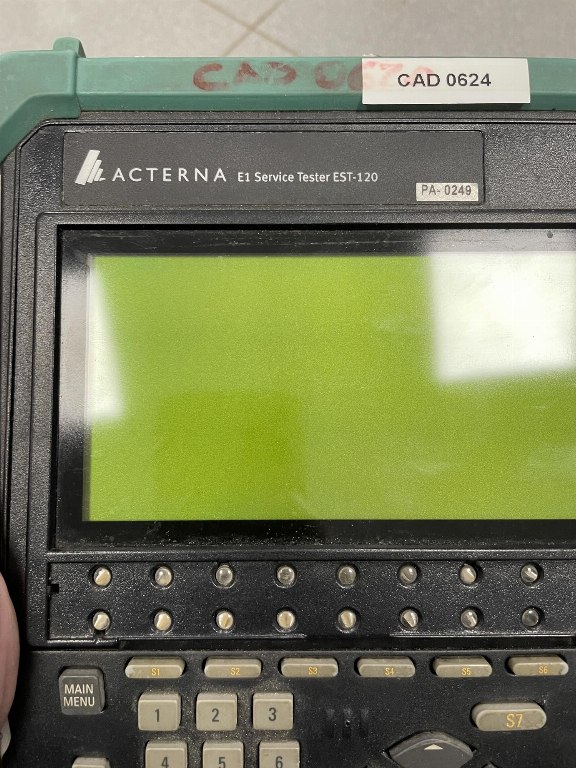 CAD 0624
CAD
ACTERNA E1 Service Tester EST-120
PA- 0249
S1 S2 S3 S4 S5 S6
MAIN
MENU
1 2 3
S7
4 5 6